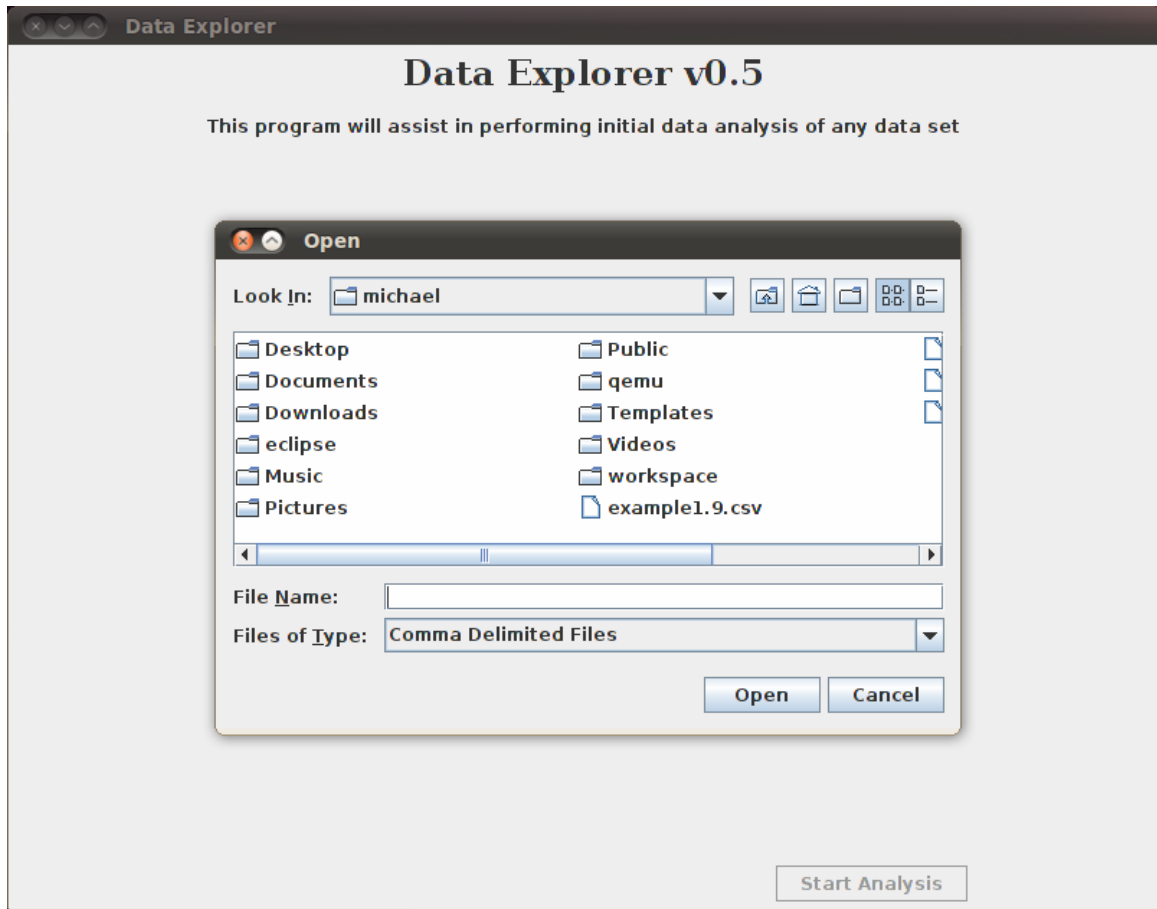 Data Explorer
Data Explorer v0.5
This program will assist in performing initial data analysis of any data set
Open
Look In: michael
Desktop
Documents
Downloads
eclipse
Music
Pictures
Public
qemu
Templates
Videos
workspace
example1.9.csv
File Name:
Files of Type: Comma Delimited Files
Open Cancel
Start Analysis